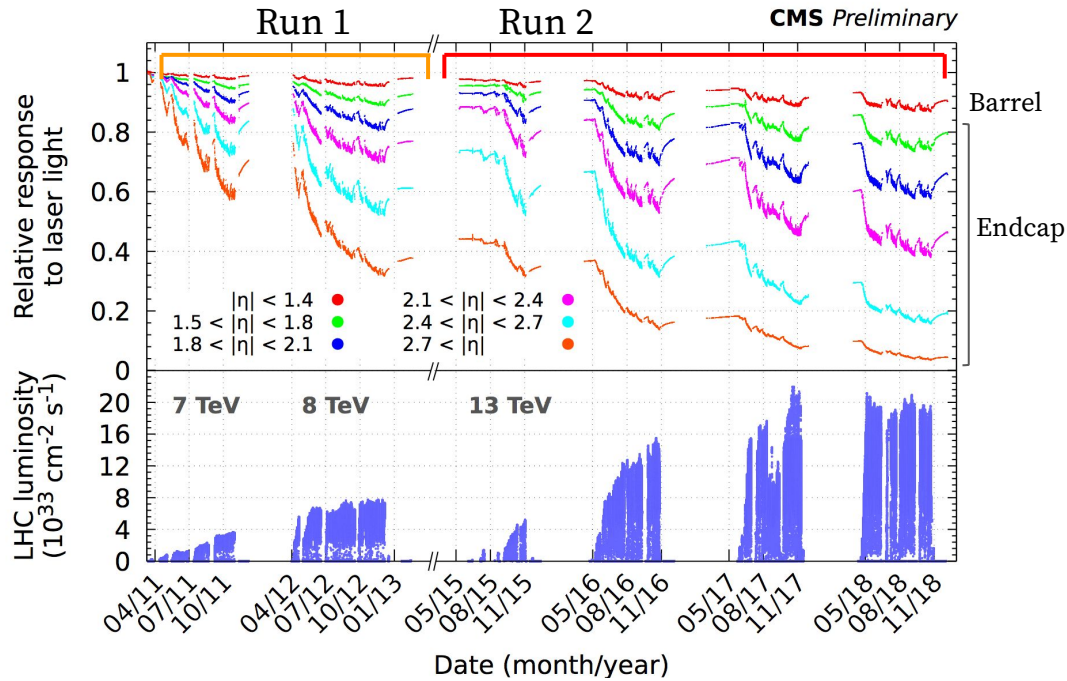 Run 1
Run 2
CMS Preliminary
Relative response
to laser light
1
0.8
0.6
0.4
0.2
0
|η| < 1.4
1.5 < |η| < 1.8
1.8 < |η| < 2.1
2.1 < |η| < 2.4
2.4 < |η| < 2.7
2.7 < |η|
Barrel
Endcap
LHC luminosity
(10³³ cm⁻² s⁻¹)
20
16
12
8
4
0
7 TeV
8 TeV
13 TeV
04/11
07/11
10/11
04/12
07/12
10/12
01/13
05/15
08/15
11/15
05/16
08/16
11/16
05/17
08/17
11/17
05/18
08/18
11/18
Date (month/year)